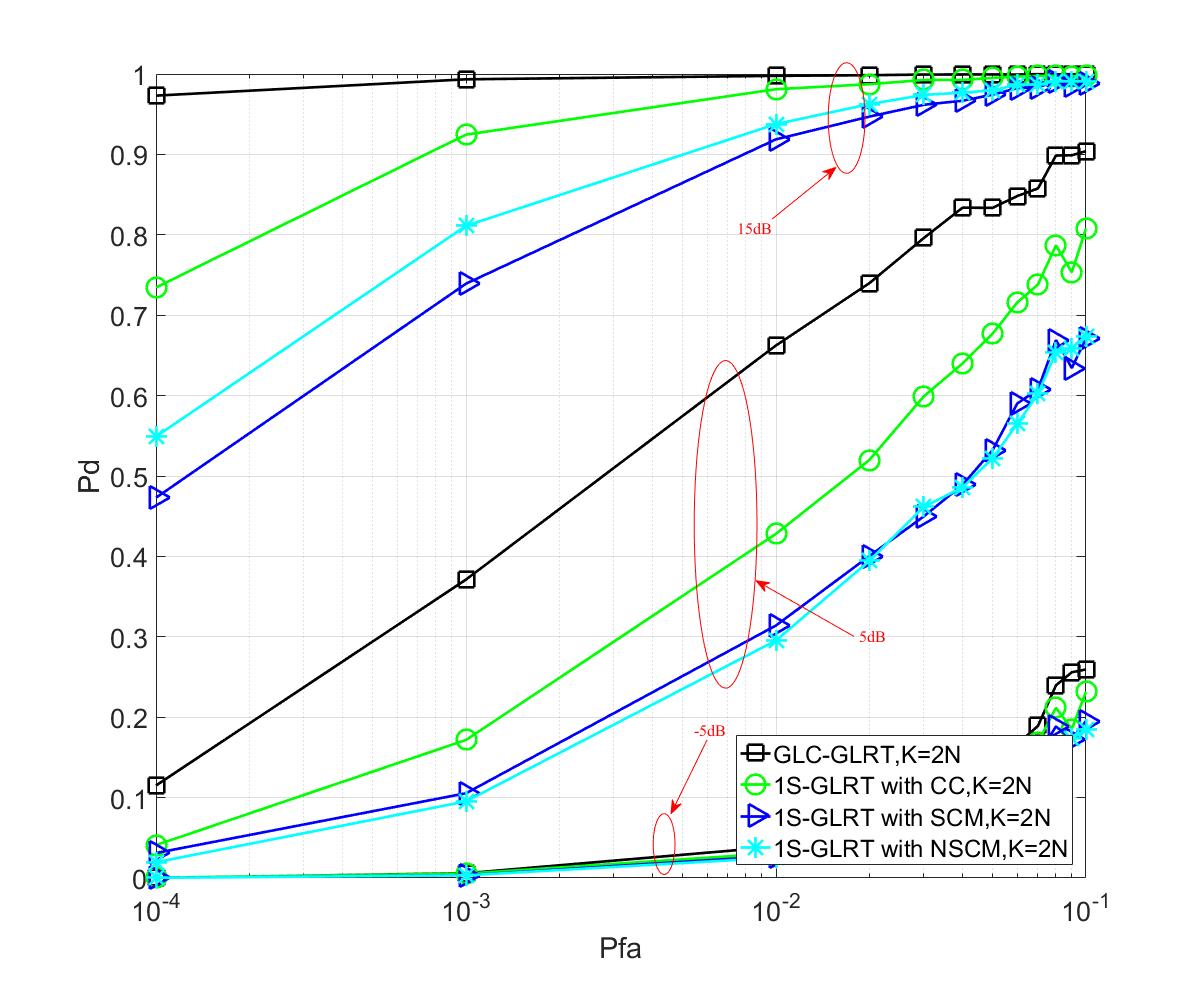 1
0.9
0.8
0.7
0.6
0.5
0.4
0.3
0.2
0.1
0
Pd
15dB
5dB
-5dB
GLC-GLRT,K=2N
1S-GLRT with CC,K=2N
1S-GLRT with SCM,K=2N
1S-GLRT with NSCM,K=2N
10^-4 10^-3 10^-2 10^-1
Pfa